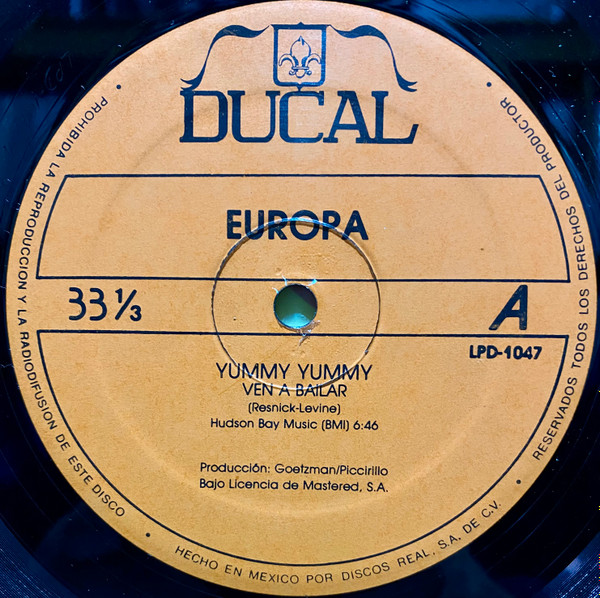 DUCAL
EUROPA
33 ⅓
A
LPD-1047
YUMMY YUMMY
VEN A BAILAR
(Resnick-Levine)
Hudson Bay Music (BMI) 6:46
Producción: Goetzman/Piccirillo
Bajo Licencia de Mastered, S.A.
• PROHIBIDA LA REPRODUCCION Y LA RADIODIFUSION DE ESTE DISCO •
HECHO EN MEXICO POR DISCOS REAL, S.A. DE C.V. •
RESERVADOS TODOS LOS DERECHOS DEL PRODUCTOR •